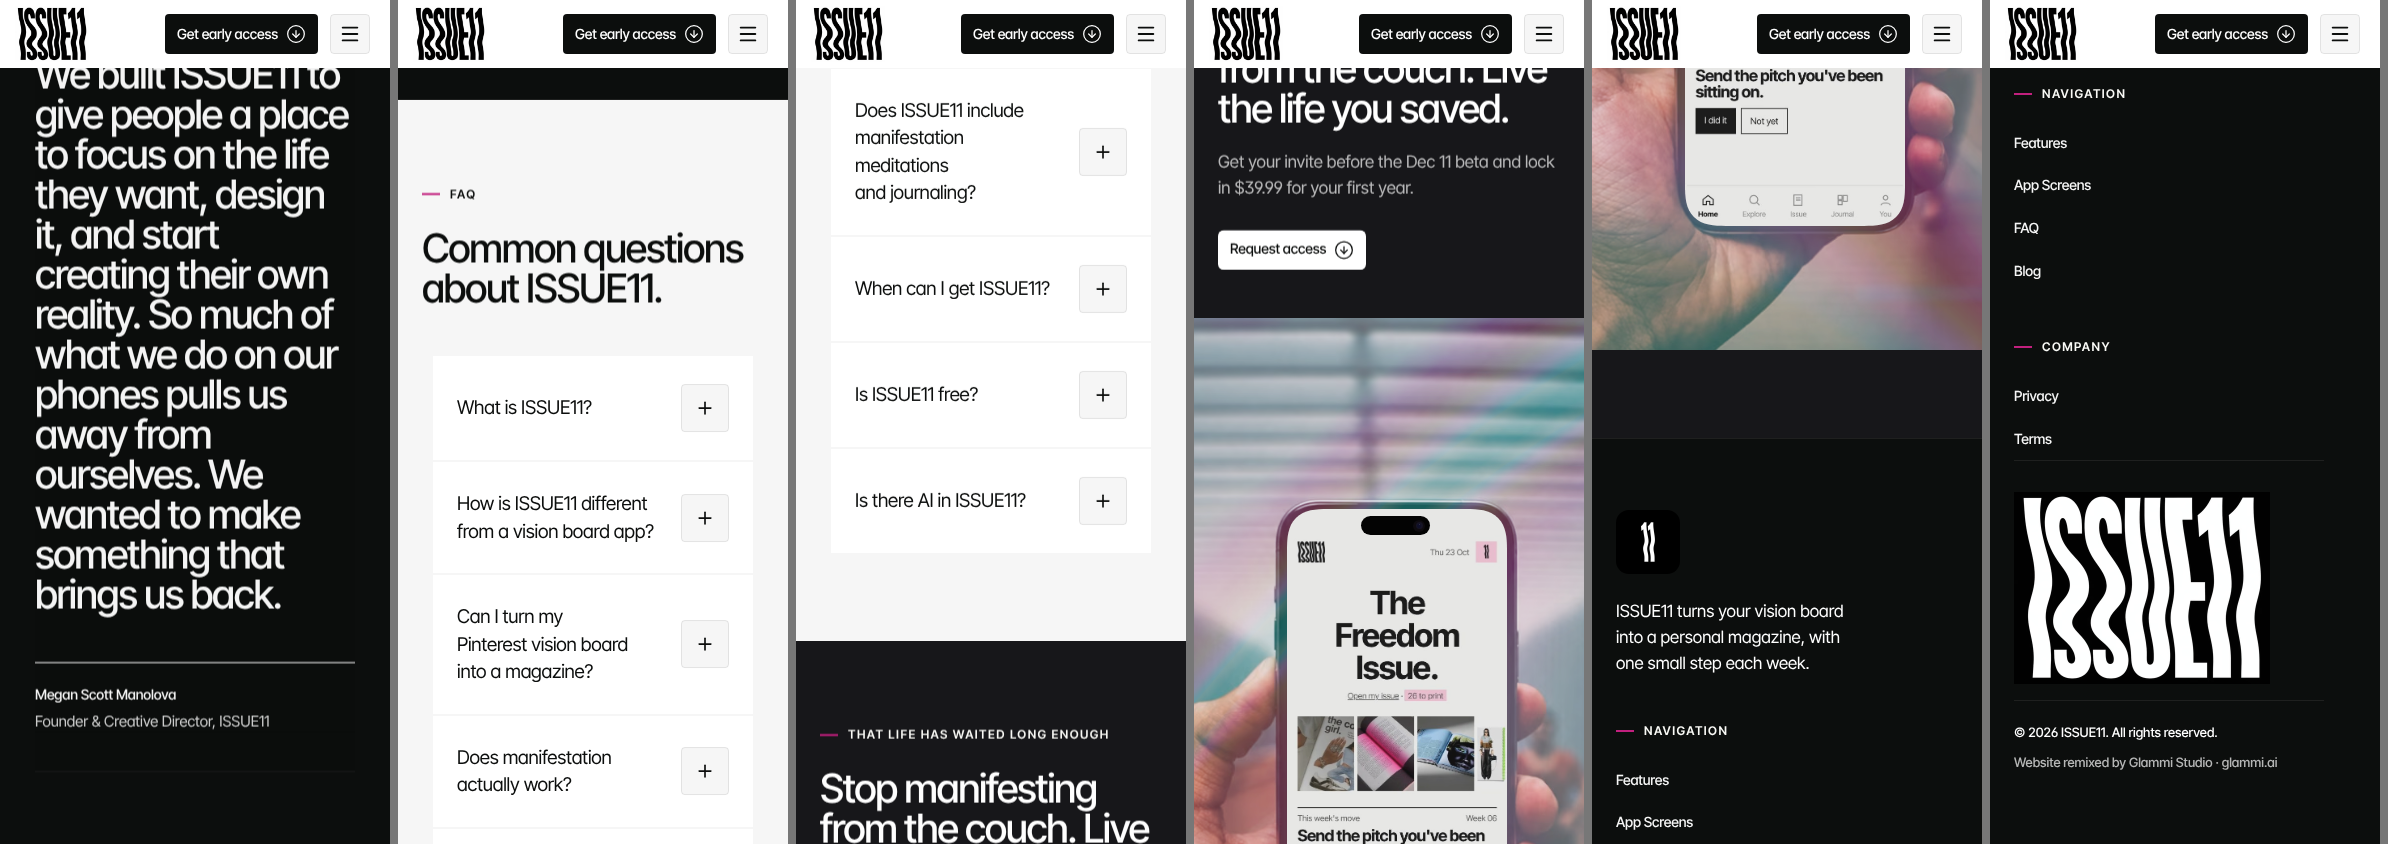 ISSUE11
Get early access
We built ISSUE11 to
give people a place
to focus on the life
they want, design
it, and start
creating their own
reality. So much of
what we do on our
phones pulls us
away from
ourselves. We
wanted to make
something that
brings us back.
Megan Scott Manolova
Founder & Creative Director, ISSUE11
ISSUE11
Get early access
FAQ
Common questions
about ISSUE11.
What is ISSUE11?
How is ISSUE11 different
from a vision board app?
Can I turn my
Pinterest vision board
into a magazine?
Does manifestation
actually work?
ISSUE11
Get early access
Does ISSUE11 include
manifestation
meditations
and journaling?
When can I get ISSUE11?
Is ISSUE11 free?
Is there AI in ISSUE11?
THAT LIFE HAS WAITED LONG ENOUGH
Stop manifesting
from the couch. Live
ISSUE11
Get early access
from the couch. Live
the life you saved.
Get your invite before the Dec 11 beta and lock
in $39.99 for your first year.
Request access
ISSUE11
Thu 23 Oct
11
The
Freedom
Issue.
Open my issue · 26 to print
the co
girl.
This week's move
Week 06
Send the pitch you've been
ISSUE11
Get early access
Send the pitch you've been
sitting on.
I did it
Not yet
Home
Explore
Issue
Journal
You
11
ISSUE11 turns your vision board
into a personal magazine, with
one small step each week.
NAVIGATION
Features
App Screens
ISSUE11
Get early access
NAVIGATION
Features
App Screens
FAQ
Blog
COMPANY
Privacy
Terms
ISSUE11
© 2026 ISSUE11. All rights reserved.
Website remixed by Glammi Studio · glammi.ai